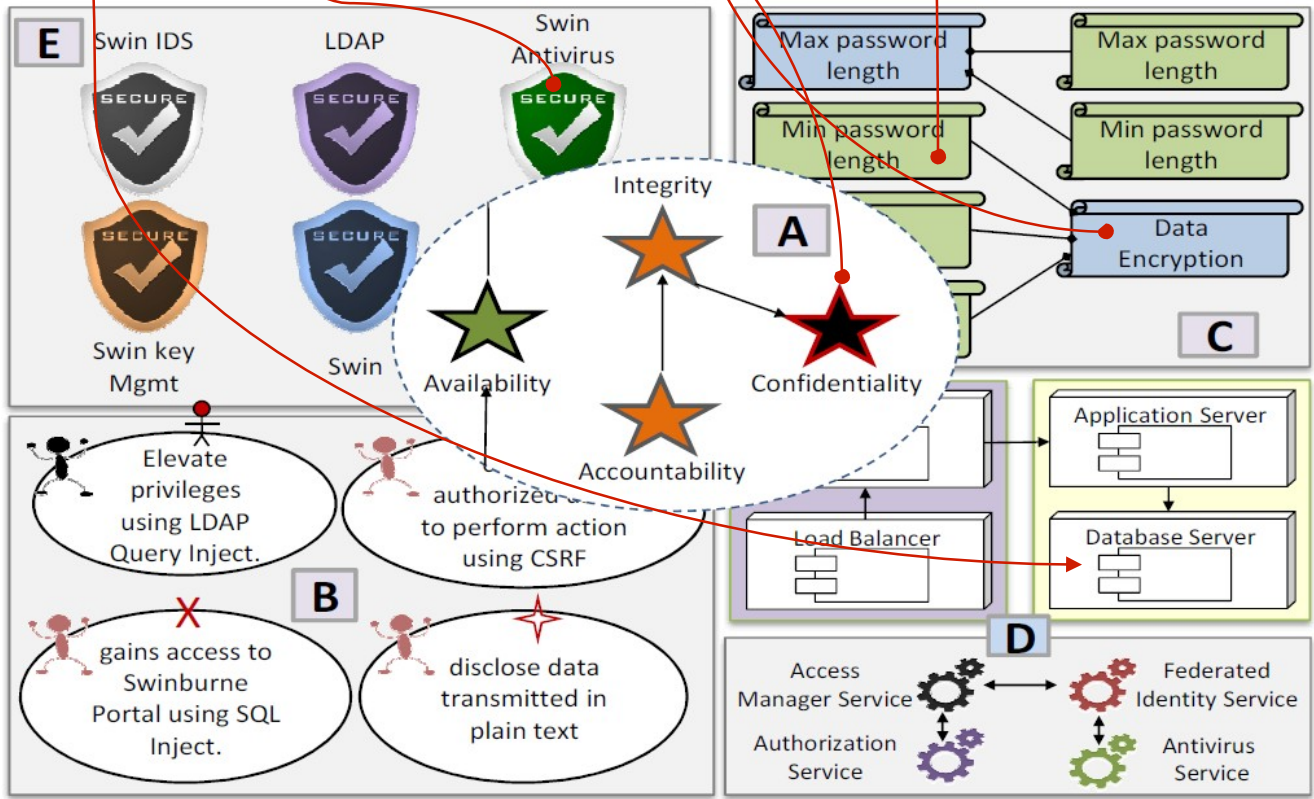 E
Swin IDS
LDAP
Swin
Antivirus
SECURE
SECURE
SECURE
SECURE
SECURE
Swin key
Mgmt
Swin
Max password
length
Max password
length
Min password
length
Min password
length
Data
Encryption
C
Integrity
A
Availability
Confidentiality
Accountability
Elevate
privileges
using LDAP
Query Inject.
authorized
to perform action
using CSRF
B
gains access to
Swinburne
Portal using SQL
Inject.
disclose data
transmitted in
plain text
Application Server
Load Balancer
Database Server
D
Access
Manager Service
Federated
Identity Service
Authorization
Service
Antivirus
Service